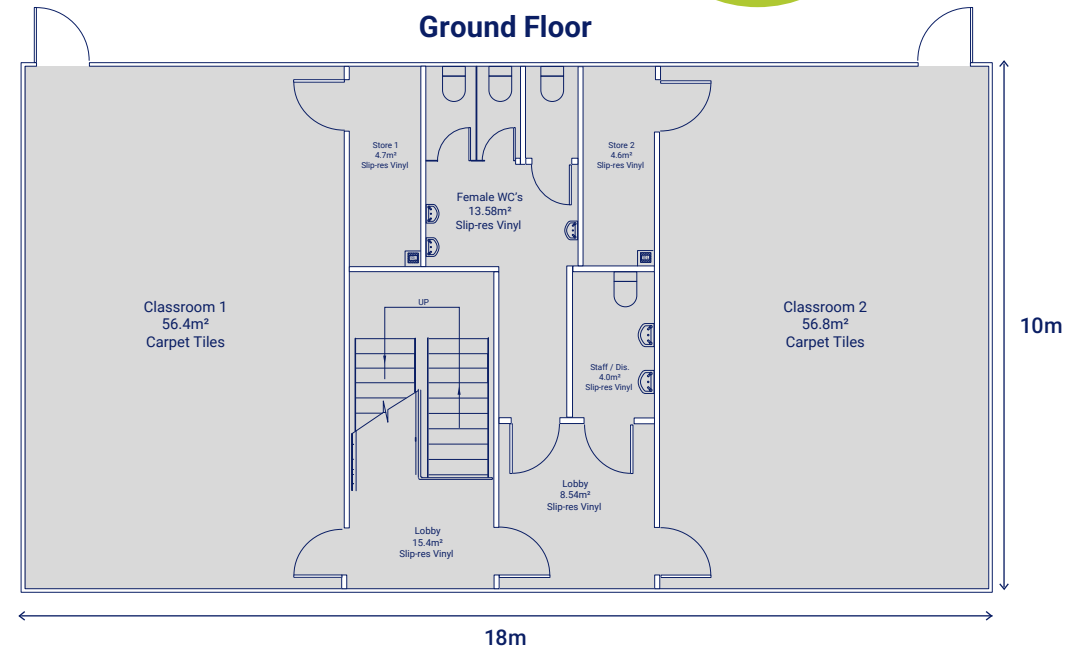 Ground Floor
Store 1
4.7m²
Slip-res Vinyl
Store 2
4.6m²
Slip-res Vinyl
Female WC's
13.58m²
Slip-res Vinyl
Classroom 1
56.4m²
Carpet Tiles
UP
Classroom 2
56.8m²
Carpet Tiles
10m
Staff / Dis.
4.0m²
Slip-res Vinyl
Lobby
8.54m²
Slip-res Vinyl
Lobby
15.4m²
Slip-res Vinyl
18m